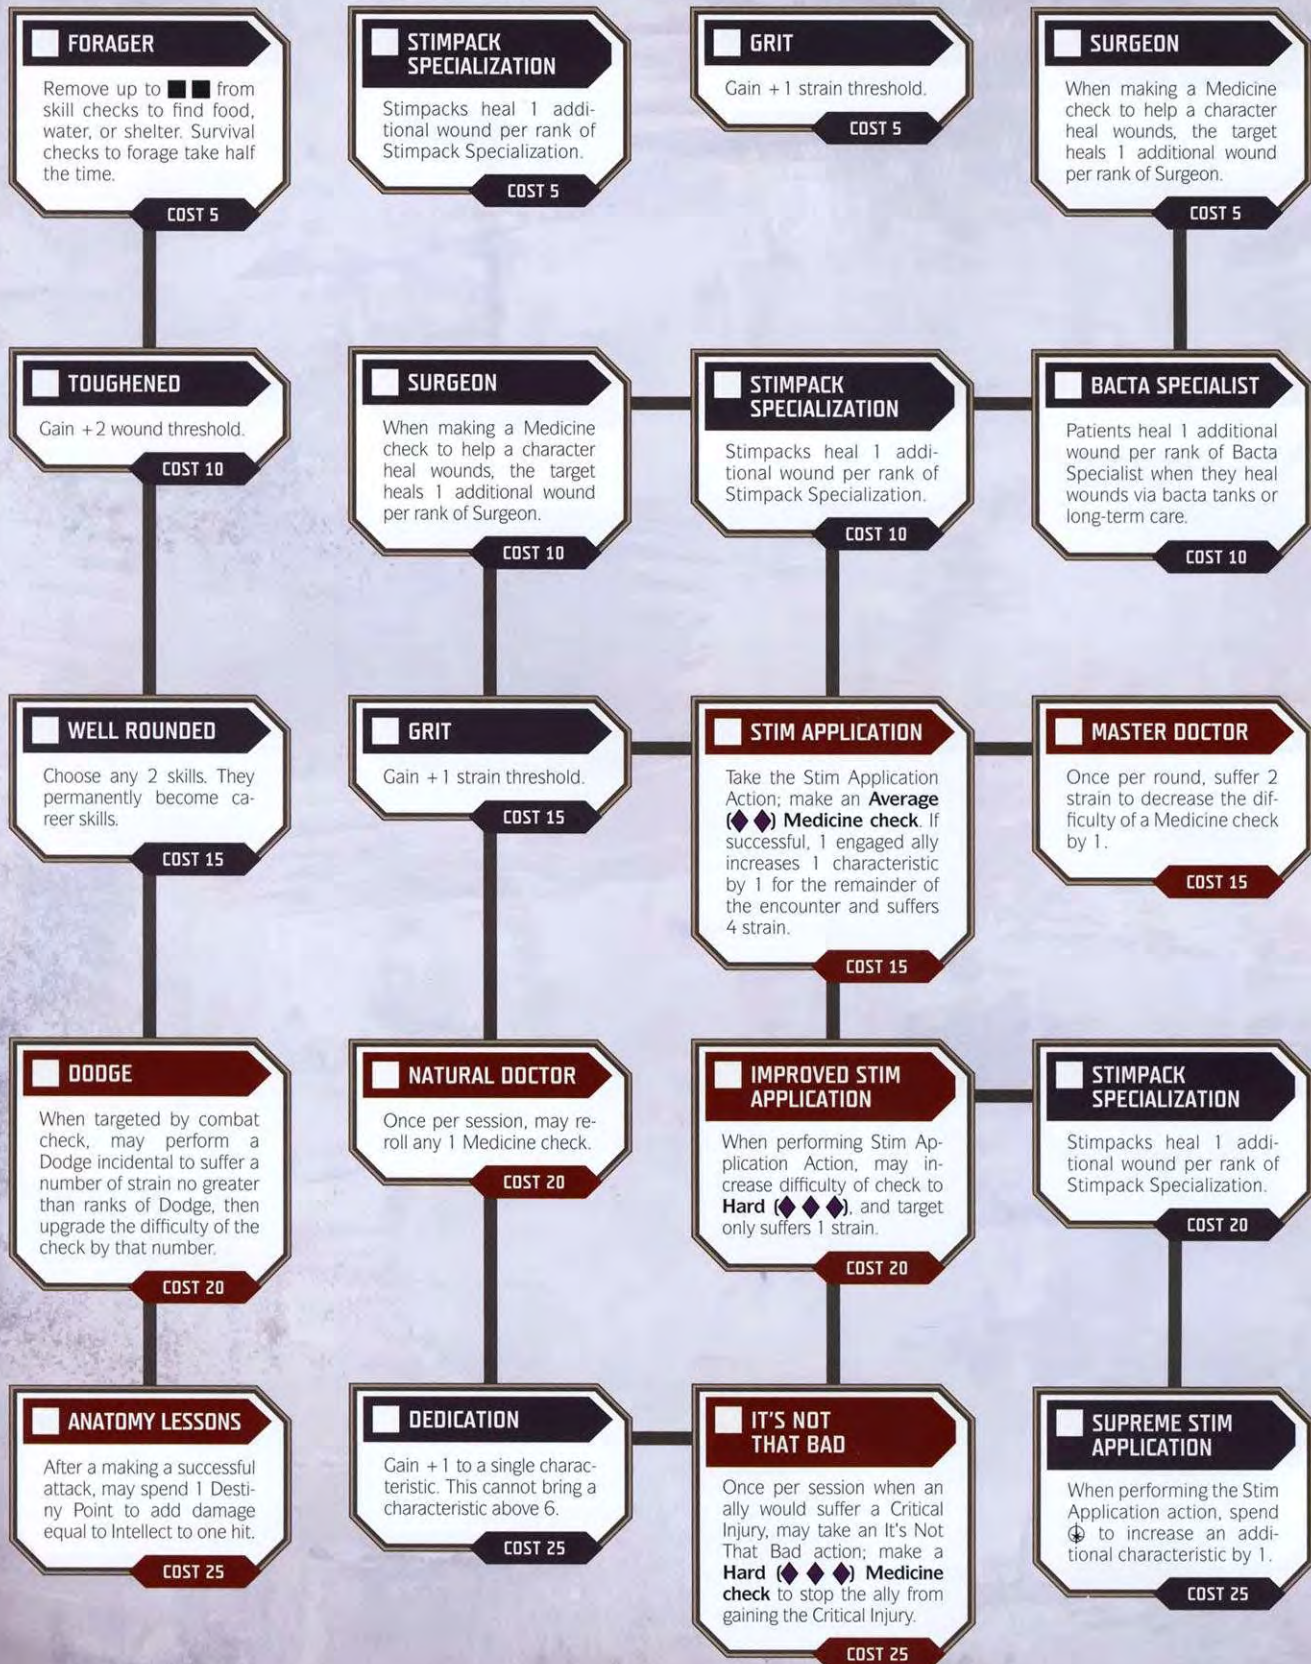 FORAGER
Remove up to ■ ■ from
skill checks to find food,
water, or shelter. Survival
checks to forage take half
the time.
COST 5
STIMPACK
SPECIALIZATION
Stimpacks heal 1 addi-
tional wound per rank of
Stimpack Specialization.
COST 5
GRIT
Gain +1 strain threshold.
COST 5
SURGEON
When making a Medicine
check to help a character
heal wounds, the target
heals 1 additional wound
per rank of Surgeon.
COST 5
TOUGHENED
Gain +2 wound threshold.
COST 10
SURGEON
When making a Medicine
check to help a character
heal wounds, the target
heals 1 additional wound
per rank of Surgeon.
COST 10
STIMPACK
SPECIALIZATION
Stimpacks heal 1 addi-
tional wound per rank of
Stimpack Specialization.
COST 10
BACTA SPECIALIST
Patients heal 1 additional
wound per rank of Bacta
Specialist when they heal
wounds via bacta tanks or
long-term care.
COST 10
WELL ROUNDED
Choose any 2 skills. They
permanently become ca-
reer skills.
COST 15
GRIT
Gain +1 strain threshold.
COST 15
STIM APPLICATION
Take the Stim Application
Action; make an Average
(◆ ◆) Medicine check. If
successful, 1 engaged ally
increases 1 characteristic
by 1 for the remainder of
the encounter and suffers
4 strain.
COST 15
MASTER DOCTOR
Once per round, suffer 2
strain to decrease the dif-
ficulty of a Medicine check
by 1.
COST 15
DODGE
When targeted by combat
check, may perform a
Dodge incidental to suffer a
number of strain no greater
than ranks of Dodge, then
upgrade the difficulty of the
check by that number.
COST 20
NATURAL DOCTOR
Once per session, may re-
roll any 1 Medicine check.
COST 20
IMPROVED STIM
APPLICATION
When performing Stim Ap-
plication Action, may in-
crease difficulty of check to
Hard (◆ ◆ ◆), and target
only suffers 1 strain.
COST 20
STIMPACK
SPECIALIZATION
Stimpacks heal 1 addi-
tional wound per rank of
Stimpack Specialization.
COST 20
ANATOMY LESSONS
After a making a successful
attack, may spend 1 Desti-
ny Point to add damage
equal to Intellect to one hit.
COST 25
DEDICATION
Gain +1 to a single charac-
teristic. This cannot bring a
characteristic above 6.
COST 25
IT'S NOT
THAT BAD
Once per session when an
ally would suffer a Critical
Injury, may take an It's Not
That Bad action; make a
Hard (◆ ◆ ◆) Medicine
check to stop the ally from
gaining the Critical Injury.
COST 25
SUPREME STIM
APPLICATION
When performing the Stim
Application action, spend
to increase an addi-
tional characteristic by 1.
COST 25